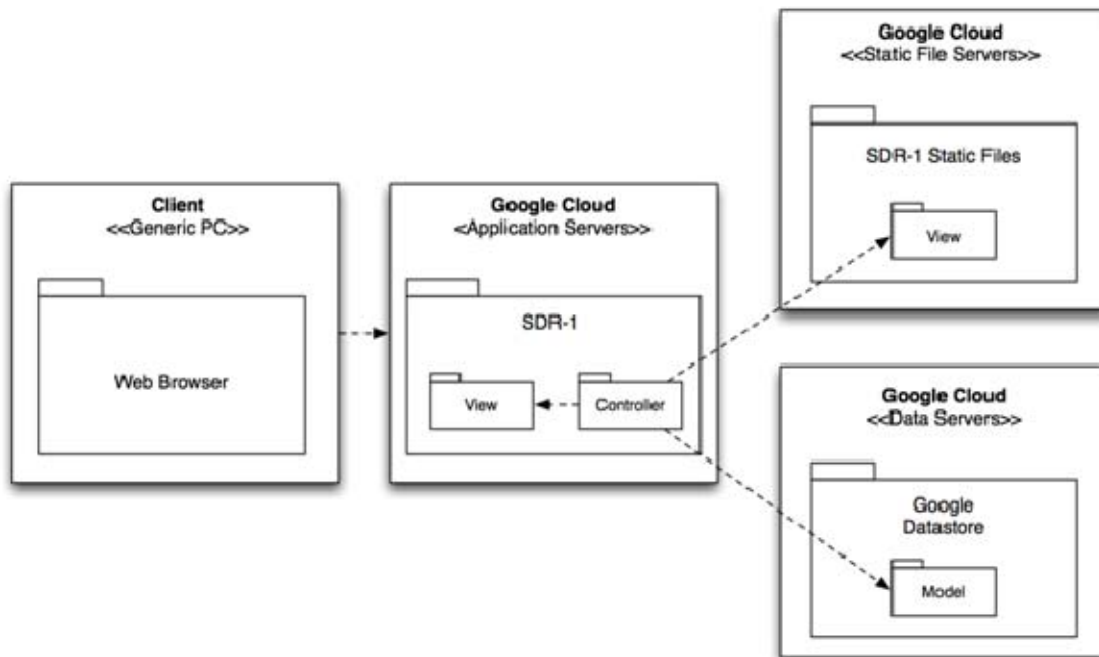 Client
<<Generic PC>>
Web Browser
Google Cloud
<Application Servers>>
SDR-1
View
Controller
Google Cloud
<<Static File Servers>>
SDR-1 Static Files
View
Google Cloud
<<Data Servers>>
Google
Datastore
Model